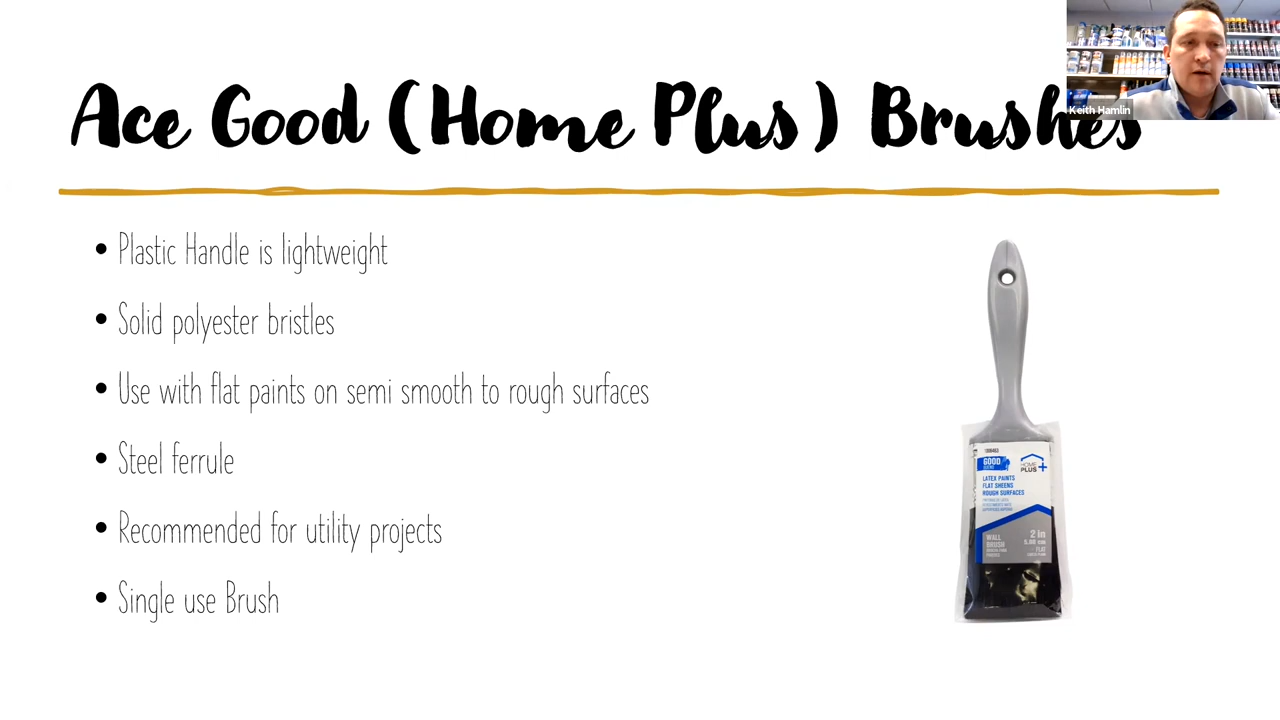 Ace Good (Home Plus) Brushes
Keith Hamlin
• Plastic Handle is lightweight
• Solid polyester bristles
• Use with flat paints on semi smooth to rough surfaces
• Steel ferrule
• Recommended for utility projects
• Single use Brush
GOOD
HOME
PLUS
LATEX PAINTS
FLAT SHEENS
ROUGH SURFACES
WALL
BRUSH
2 in
FLAT